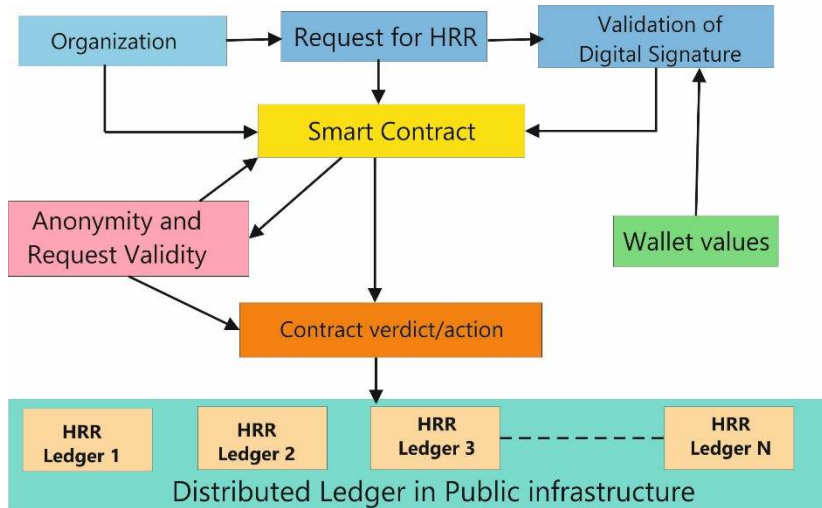 Organization
Request for HRR
Validation of
Digital Signature
Smart Contract
Anonymity and
Request Validity
Wallet values
Contract verdict/action
HRR
Ledger 1
HRR
Ledger 2
HRR
Ledger 3
HRR
Ledger N
Distributed Ledger in Public infrastructure